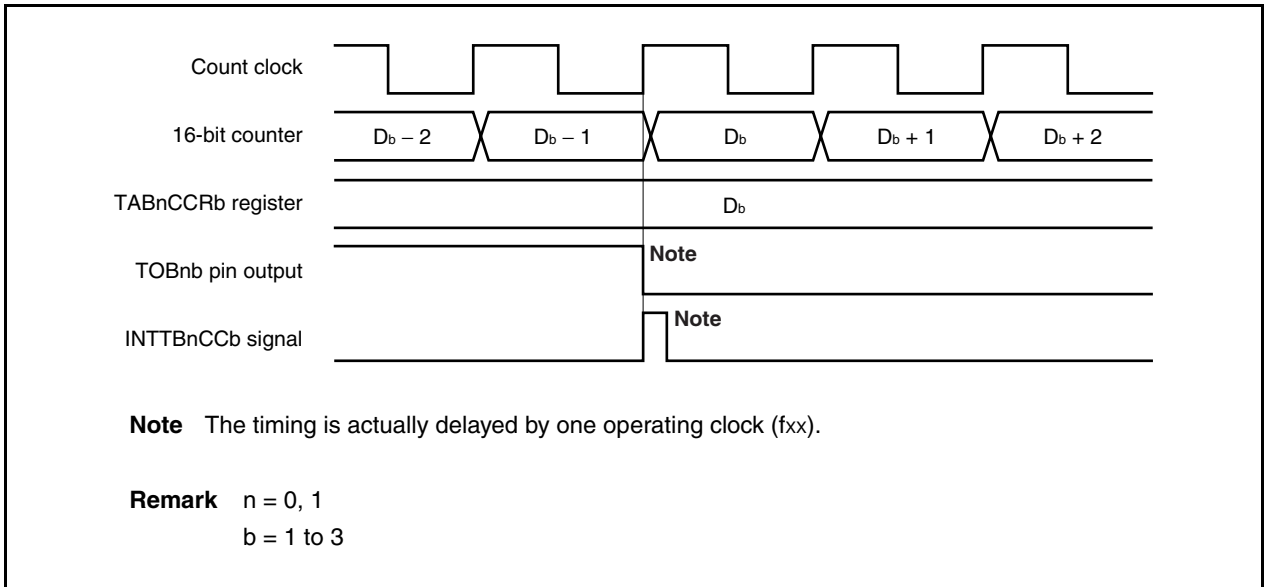 Count clock
16-bit counter Db − 2 Db − 1 Db Db + 1 Db + 2
TABnCCRb register Db
TOBnb pin output Note
INTTBnCCb signal Note
Note The timing is actually delayed by one operating clock (fxx).
Remark n = 0, 1
b = 1 to 3